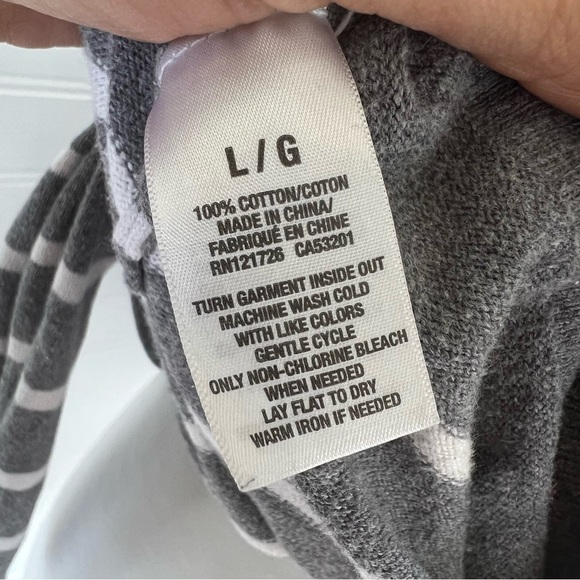 L/G
100% COTTON/COTON
MADE IN CHINA/
FABRIQUÉ EN CHINE
RN121726 CA53201
TURN GARMENT INSIDE OUT
MACHINE WASH COLD
WITH LIKE COLORS
GENTLE CYCLE
ONLY NON-CHLORINE BLEACH
WHEN NEEDED
LAY FLAT TO DRY
WARM IRON IF NEEDED